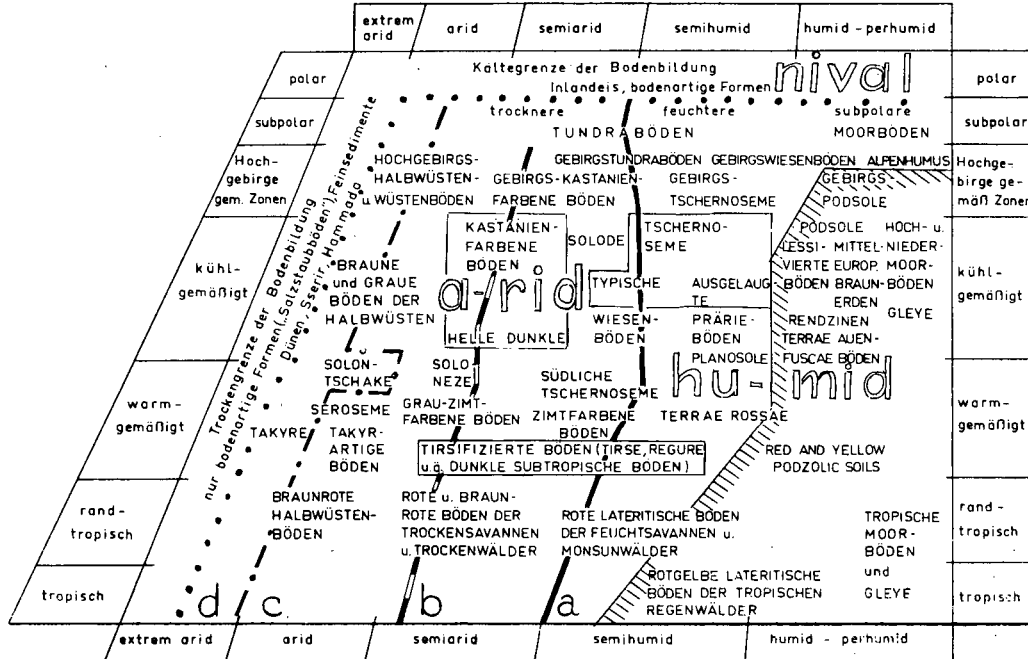 extrem arid semiarid semihumid humid - perhumid
arid
polar Kältegrenze der Bodenbildung nival polar
Inlandeis, bodenartige Formen
trocknere feuchtere subpolare
subpolar TUNDRABÖDEN MOORBÖDEN subpolar
Hoch- HOCHGEBIRGS- GEBIRGSTUNDRABÖDEN GEBIRGSWIESENBÖDEN ALPENHUMUS Hochge-
gebirge HALBWÜSTEN- GEBIRGS-KASTANIEN- GEBIRGS- GEBIRGS- birge ge-
gem. Zonen u.WÜSTENBÖDEN FARBENE BÖDEN TSCHERNOSEME PODSOLE mäß Zonen
Trockengrenze der Bodenbildung
nur bodenartige Formen („Salzstaubböden"), Feinsedimente
Dünen, Sserir, Hammada
KASTANIEN- SOLODE TSCHERNO- PODSOLE HOCH- u.
FARBENE SEME LESSI- MITTEL- NIEDER-
BÖDEN VIERTE EUROP. MOOR-
kühl- BRAUNE TYPISCHE AUSGELAUG- BÖDEN BRAUN- BÖDEN kühl-
gemäßigt und GRAUE a-rid TE ERDEN gemäßigt
BÖDEN DER WIESEN- PRÄRIE- RENDZINEN GLEYE
HALBWÜSTEN BÖDEN BÖDEN TERRAE AUEN-
HELLE DUNKLE PLANOSOLE FUSCAE BÖDEN
SOLON- SOLO hu-mid
TSCHAKE NEZE SÜDLICHE
TSCHERNOSEME
warm- SEROSEME GRAU-ZIMT- ZIMTFARBENE TERRAE ROSSAE warm-
gemäßigt FARBENE BÖDEN BÖDEN gemäßigt
TAKYRE TAKYR-
ARTIGE
BÖDEN
TIRSIFIZIERTE BÖDEN (TIRSE, REGURE RED AND YELLOW
u.ä. DUNKLE SUBTROPISCHE BÖDEN) PODZOLIC SOILS
rand- BRAUNROTE ROTE u. BRAUN- ROTE LATERITISCHE BÖDEN TROPISCHE rand-
tropisch HALBWÜSTEN- ROTE BÖDEN DER DER FEUCHTSAVANNEN u. MOOR- tropisch
BÖDEN TROCKENSAVANNEN MONSUNWÄLDER BÖDEN
u. TROCKENWÄLDER
tropisch ROTGELBE LATERITISCHE und tropisch
BÖDEN DER TROPISCHEN GLEYE
REGENWÄLDER
d c b a
extrem arid arid semiarid semihumid humid - perhumid